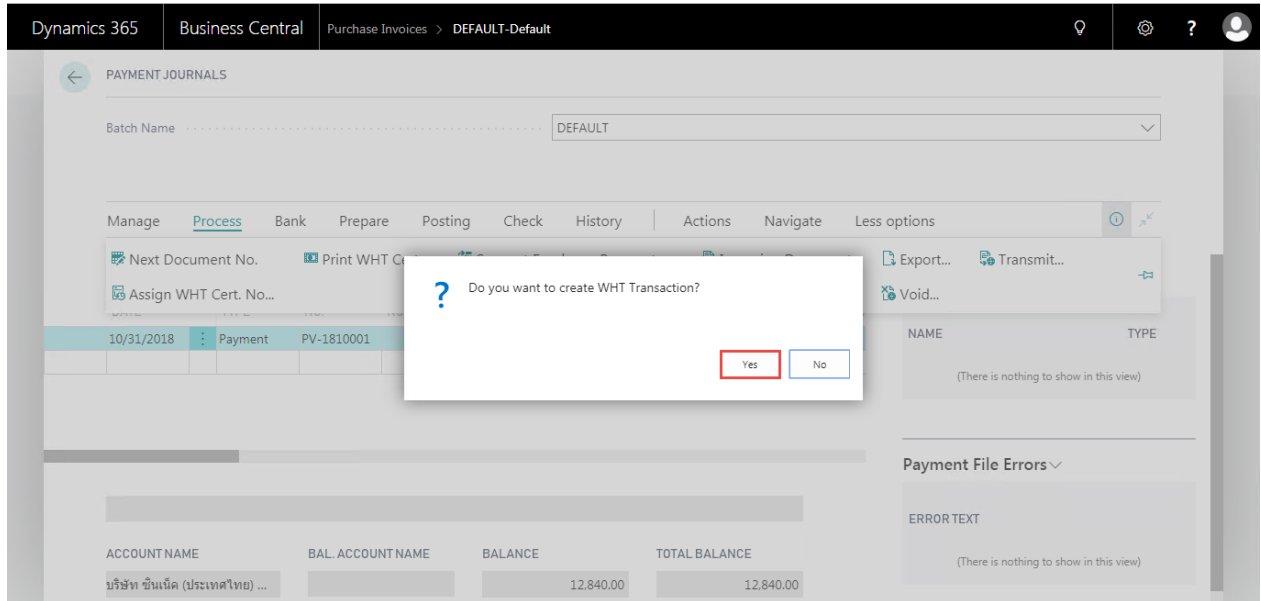 Dynamics 365 Business Central Purchase Invoices > DEFAULT-Default ?
PAYMENT JOURNALS
Batch Name DEFAULT
Manage Process Bank Prepare Posting Check History Actions Navigate Less options
Next Document No. Print WHT Export... Transmit...
Assign WHT Cert. No... Void...
? Do you want to create WHT Transaction?
Yes No
10/31/2018 Payment PV-1810001
NAME TYPE
(There is nothing to show in this view)
Payment File Errors
ERROR TEXT
(There is nothing to show in this view)
ACCOUNT NAME BAL. ACCOUNT NAME BALANCE TOTAL BALANCE
บริษัท ซินเน็ค (ประเทศไทย) ... 12,840.00 12,840.00